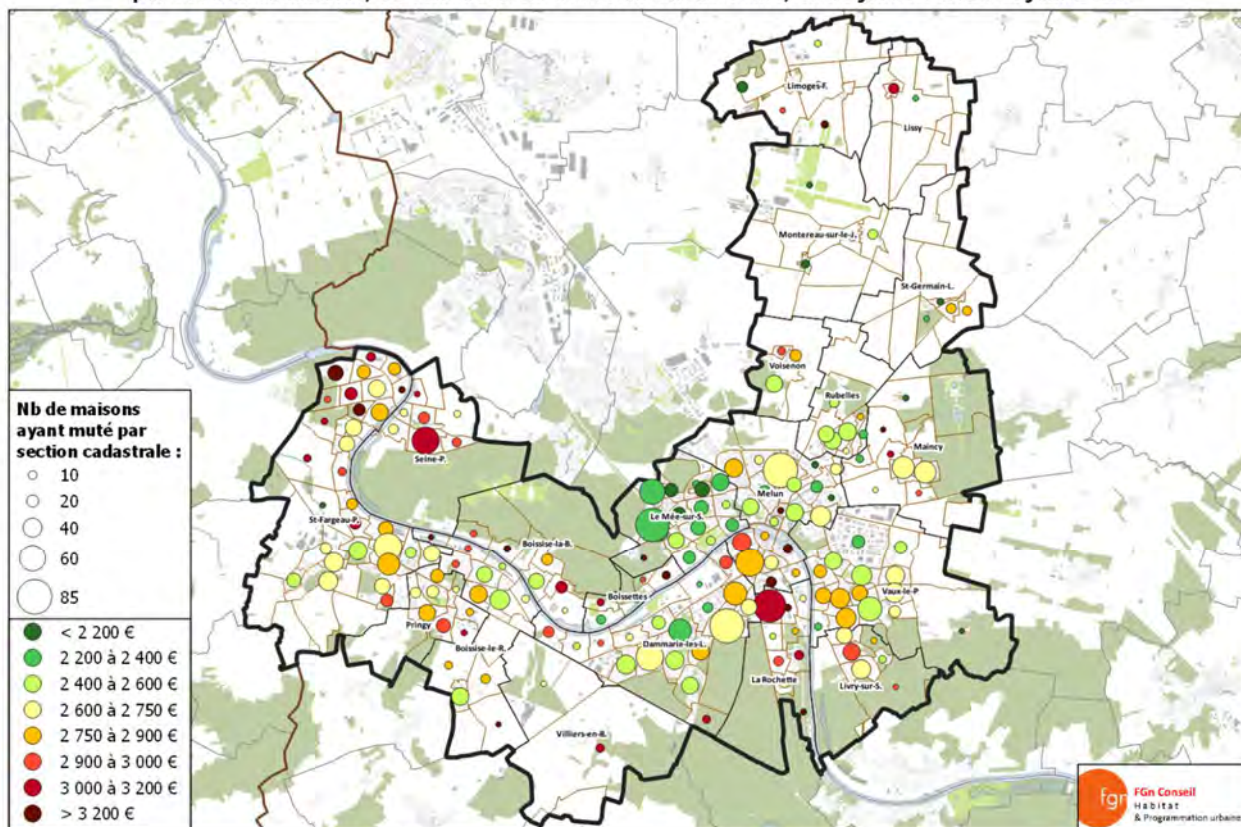 Limoges-F.
Lissy
Montereau-sur-le-J.
St-Germain-L.
Voisenon
Rubelles
Maincy
Seine-P.
Melun
Le Mée-sur-S.
St-Fargeau-P.
Boissise-la-B.
Boissettes
Vaux-le-P
Pringy
Boissise-le-R.
Dammarie-les-L.
La Rochette
Livry-sur-S.
Villiers-en-B.
Nb de maisons
ayant muté par
section cadastrale :
10
20
40
60
85
< 2 200 €
2 200 à 2 400 €
2 400 à 2 600 €
2 600 à 2 750 €
2 750 à 2 900 €
2 900 à 3 000 €
3 000 à 3 200 €
> 3 200 €
fgn
FGn Conseil
Habitat
& Programmation urbaine